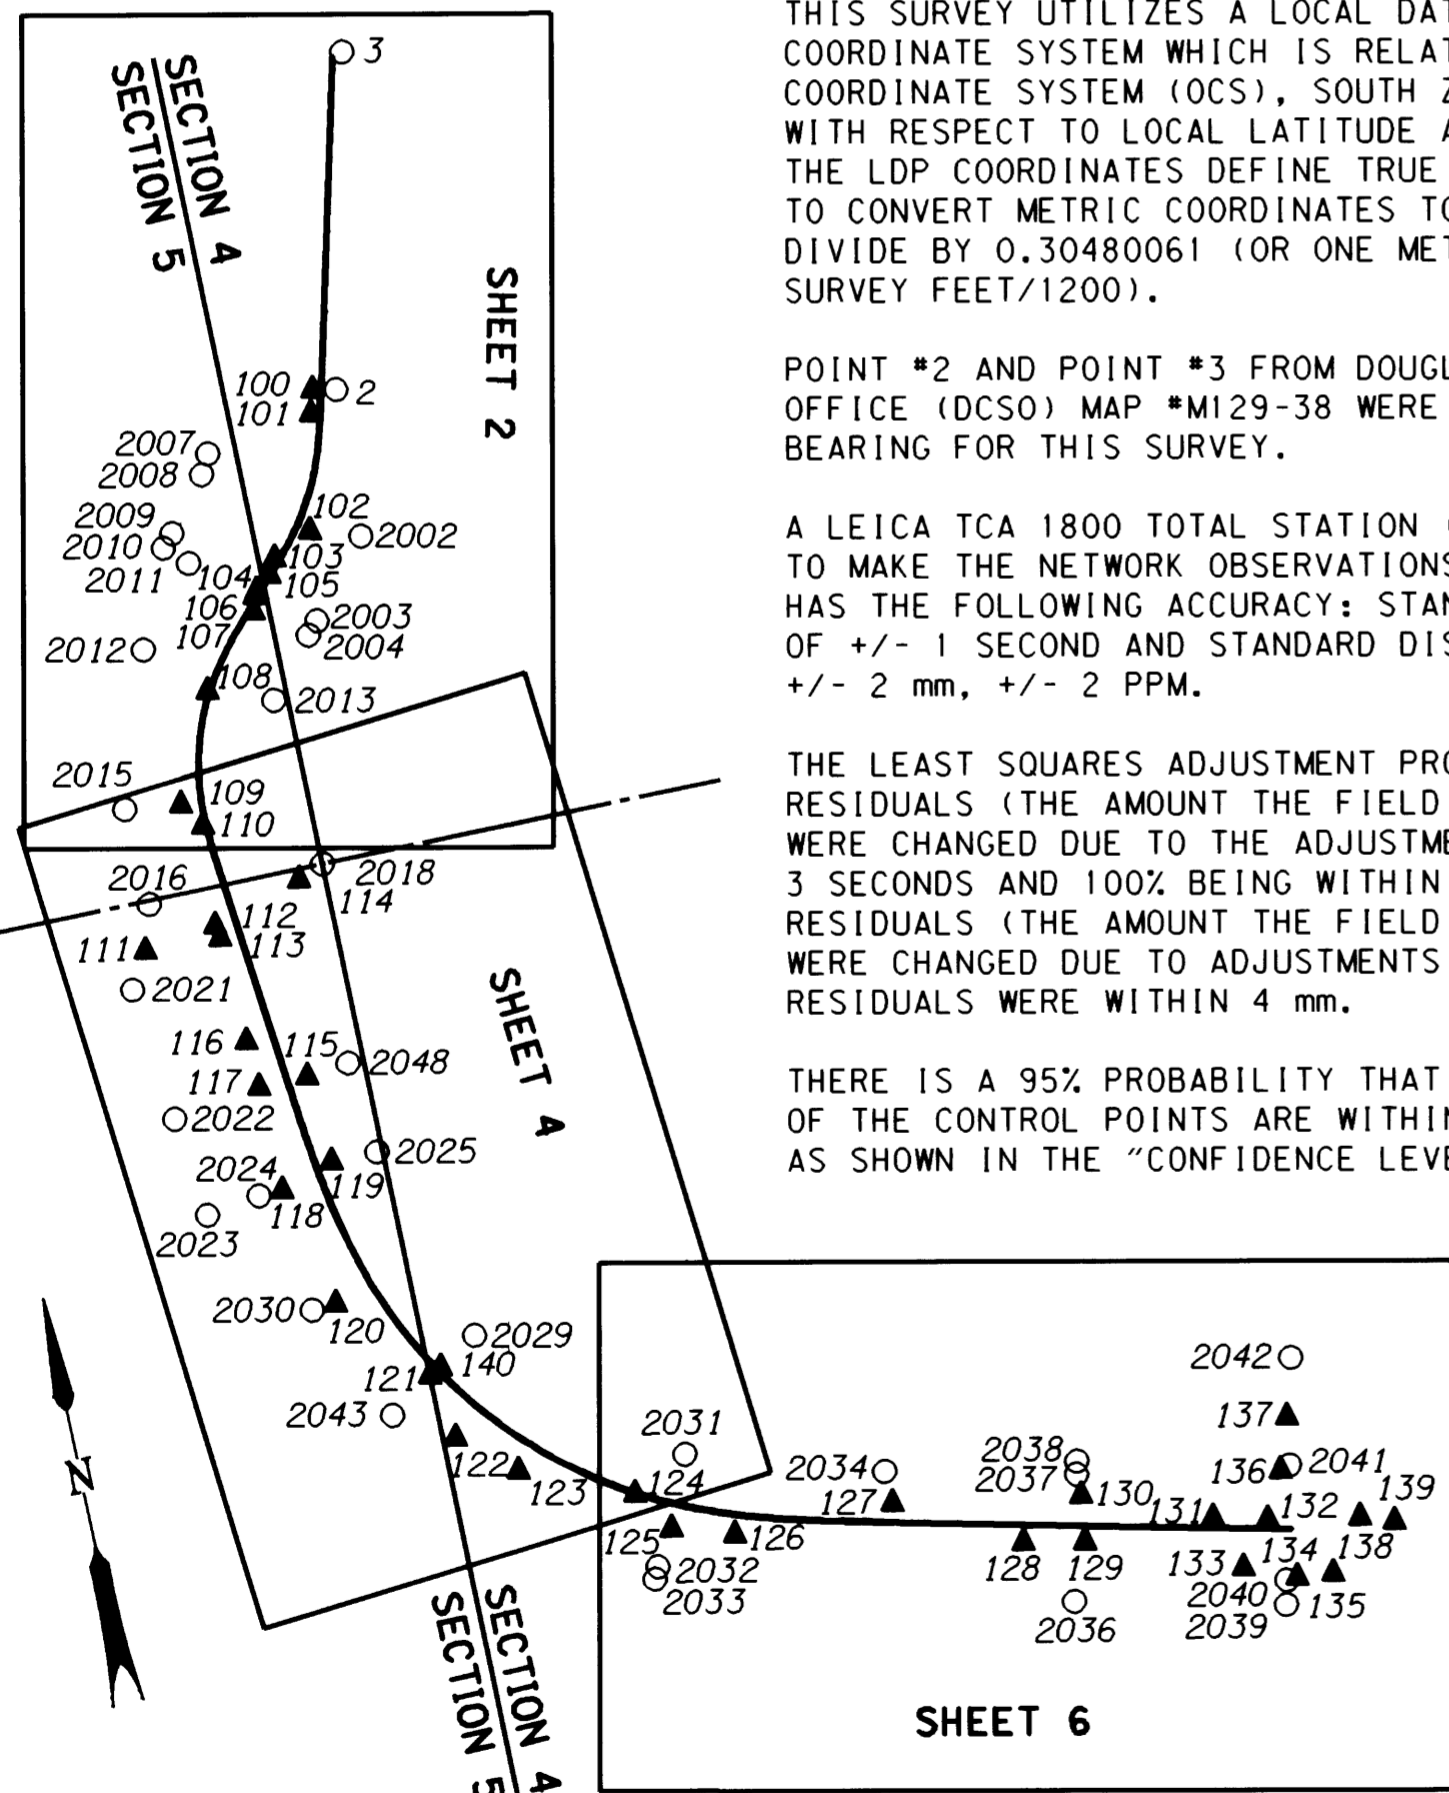 THIS SURVEY UTILIZES A LOCAL
COORDINATE SYSTEM WHICH IS
COORDINATE SYSTEM (OCS), SOUTH
WITH RESPECT TO LOCAL LATITUDE
THE LDP COORDINATES DEFINE TRUE
TO CONVERT METRIC COORDINATES
DIVIDE BY 0.30480061 (OR ONE
SURVEY FEET/1200).
POINT #2 AND POINT #3 FROM
OFFICE (DCSO) MAP #M129-38 WERE
BEARING FOR THIS SURVEY.
A LEICA TCA 1800 TOTAL STATION
TO MAKE THE NETWORK OBSERVATIONS
HAS THE FOLLOWING ACCURACY:
OF +/- 1 SECOND AND STANDARD
+/- 2 mm, +/- 2 PPM.
THE LEAST SQUARES ADJUSTMENT
RESIDUALS (THE AMOUNT THE FIELD
WERE CHANGED DUE TO THE
3 SECONDS AND 100% BEING WITHIN
RESIDUALS (THE AMOUNT THE FIELD
WERE CHANGED DUE TO ADJUSTMENTS
RESIDUALS WERE WITHIN 4 mm.
THERE IS A 95% PROBABILITY THAT
OF THE CONTROL POINTS ARE WITHIN
AS SHOWN IN THE "CONFIDENCE
SECTION 4
SECTION 5
SHEET 2
3
100
2
101
2007
2008
102
2009
2002
2010
103
2011
104
105
106
2003
107
2004
2012
108
2013
2015
109
110
2016
2018
114
112
111
113
2021
SHEET 4
116
115
2048
117
2022
2025
2024
119
118
2023
2030
120
2029
140
121
2043
122
123
N
SECTION 4
SECTION 5
2031
124
2034
127
2038
2037
130
2042
137
136
2041
139
131
132
125
126
2032
2033
128
129
2036
133
134
138
2040
135
2039
SHEET 6